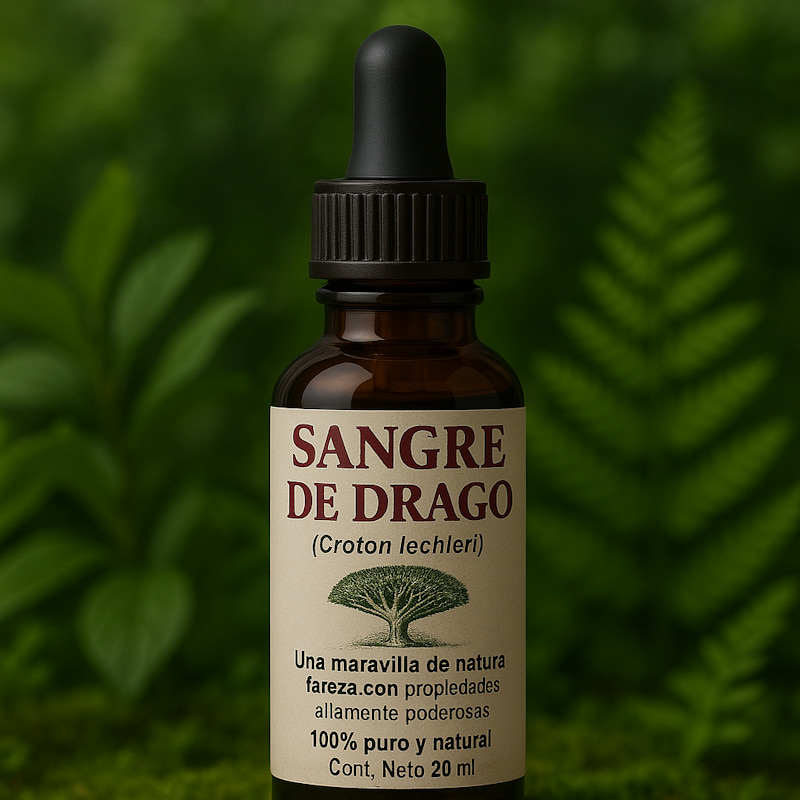 SANGRE
DE DRAGO
(Croton lechleri)
Una maravilla de natura
fareza.con propledades
allamente poderosas
100% puro y natural
Cont, Neto 20 ml